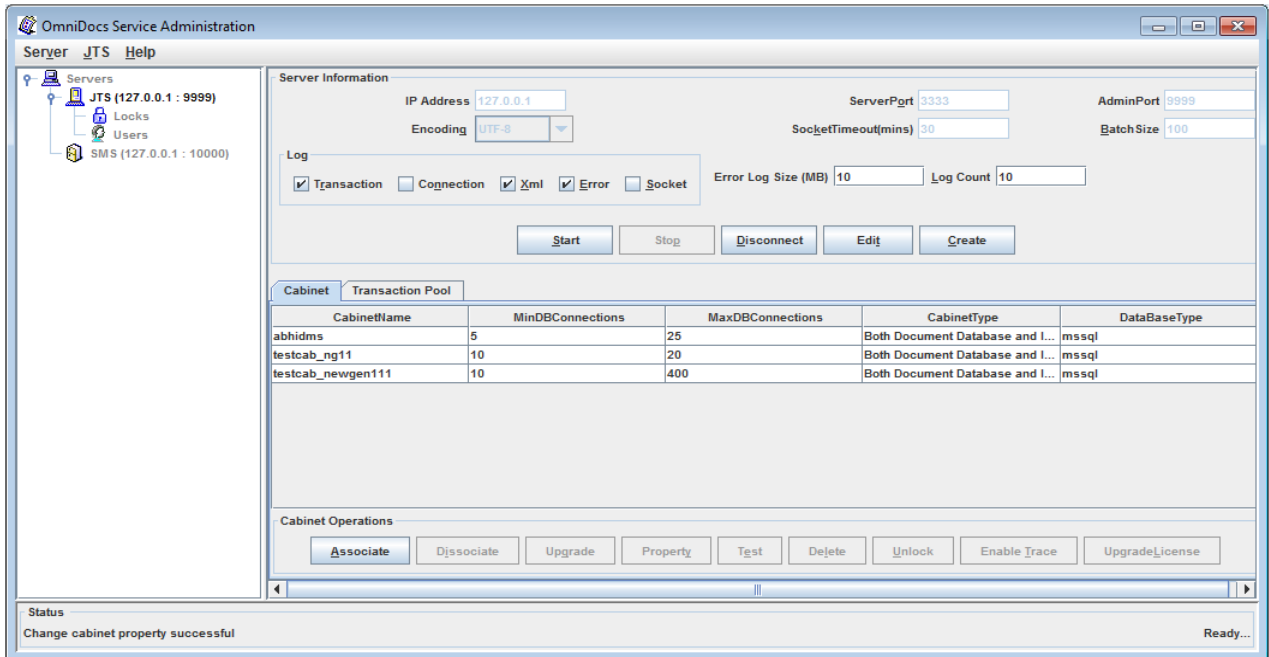 OmniDocs Service Administration
Server JTS Help
Servers
JTS (127.0.0.1 : 9999)
Locks
Users
SMS (127.0.0.1 : 10000)
Server Information
IP Address 127.0.0.1 ServerPort 3333 AdminPort 9999
Encoding UTF-8 SocketTimeout(mins) 30 BatchSize 100
Log
Transaction Connection Xml Error Socket Error Log Size (MB) 10 Log Count 10
Start Stop Disconnect Edit Create
Cabinet Transaction Pool
CabinetName MinDBConnections MaxDBConnections CabinetType DataBaseType
abhidms 5 25 Both Document Database and I... mssql
testcab_ng11 10 20 Both Document Database and I... mssql
testcab_newgen111 10 400 Both Document Database and I... mssql
Cabinet Operations
Associate Dissociate Upgrade Property Test Delete Unlock Enable Trace UpgradeLicense
Status
Change cabinet property successful Ready...